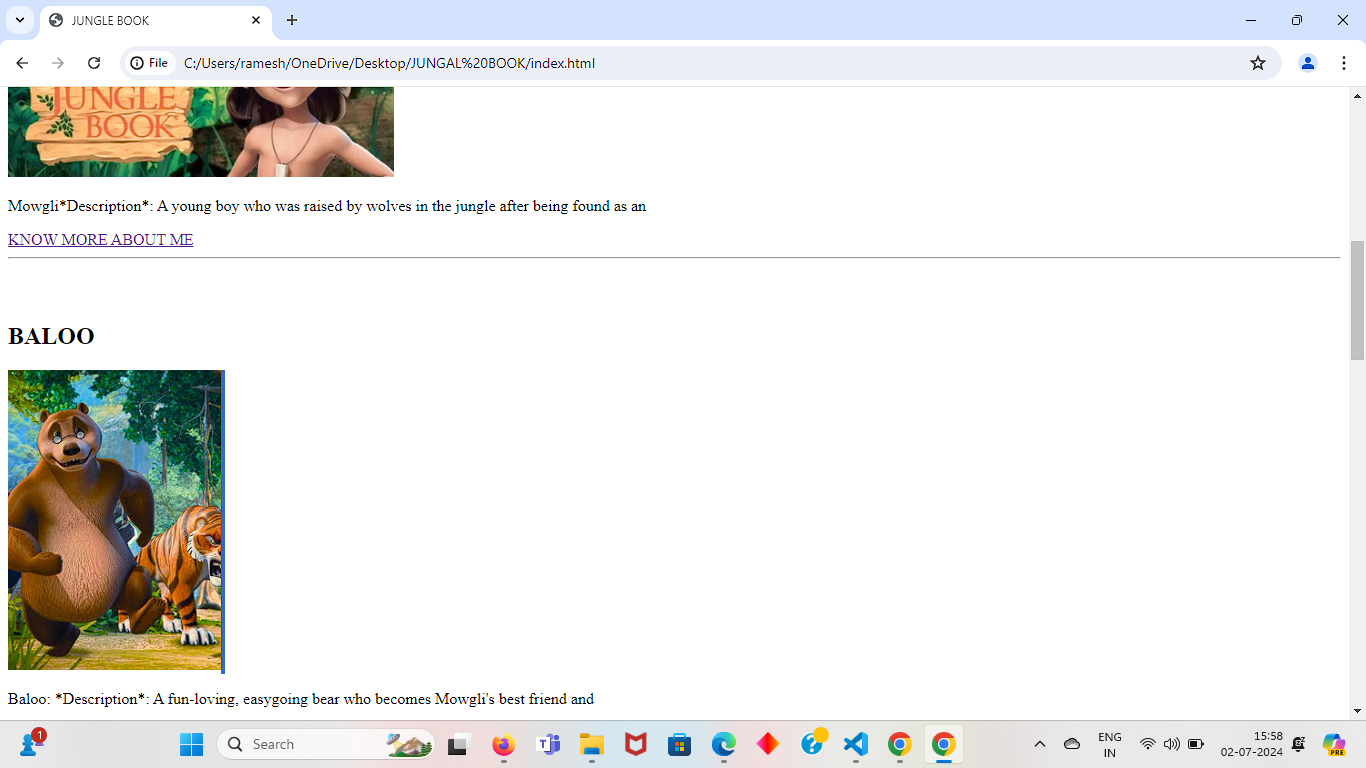 JUNGLE BOOK
File
C:/Users/ramesh/OneDrive/Desktop/JUNGAL%20BOOK/index.html
JUNGLE
BOOK
Mowgli*Description*: A young boy who was raised by wolves in the jungle after being found as an
KNOW MORE ABOUT ME
BALOO
Baloo: *Description*: A fun-loving, easygoing bear who becomes Mowgli's best friend and
1
Search
T
?
ENG
IN
15:58
02-07-2024
PRE